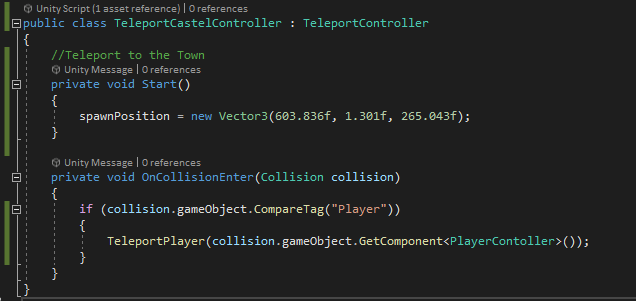 Unity Script (1 asset reference) | 0 references
public class TeleportCastelController : TeleportController
{
//Teleport to the Town
Unity Message | 0 references
private void Start()
{
spawnPosition = new Vector3(603.836f, 1.301f, 265.043f);
}
Unity Message | 0 references
private void OnCollisionEnter(Collision collision)
{
if (collision.gameObject.CompareTag("Player"))
{
TeleportPlayer(collision.gameObject.GetComponent<PlayerContoller>());
}
}
}